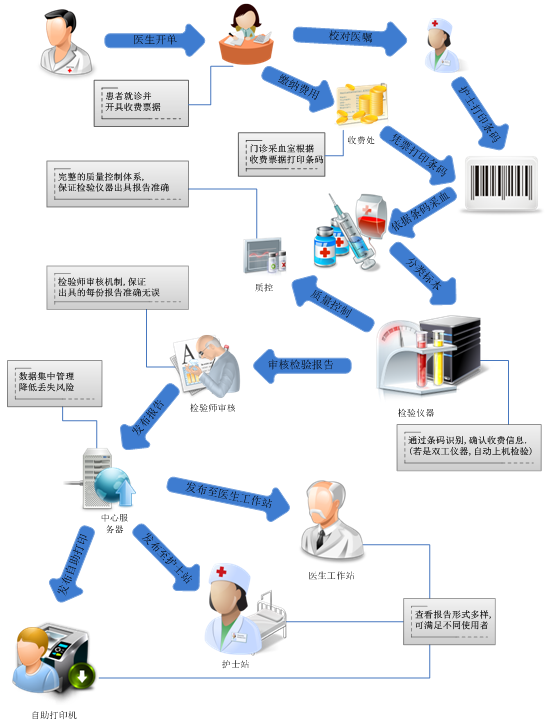 医生开单
校对医嘱
患者就诊并
开具收费票据
缴纳费用
收费处
护士打印条码
门诊采血室根据
收费票据打印条码
凭票打印条码
完整的质量控制体系,
保证检验仪器出具报告准确
依据条码采血
分类标本
质控
质量控制
检验师审核机制, 保证
出具的每份报告准确无误
审核检验报告
检验仪器
检验师审核
数据集中管理
降低丢失风险
发布报告
通过条码识别, 确认收费信息.
(若是双工仪器, 自动上机检验)
中心服
务器
发布至医生工作站
发布自助打印
发布至护士站
医生工作站
查看报告形式多样,
可满足不同使用者
护士站
自助打印机
A